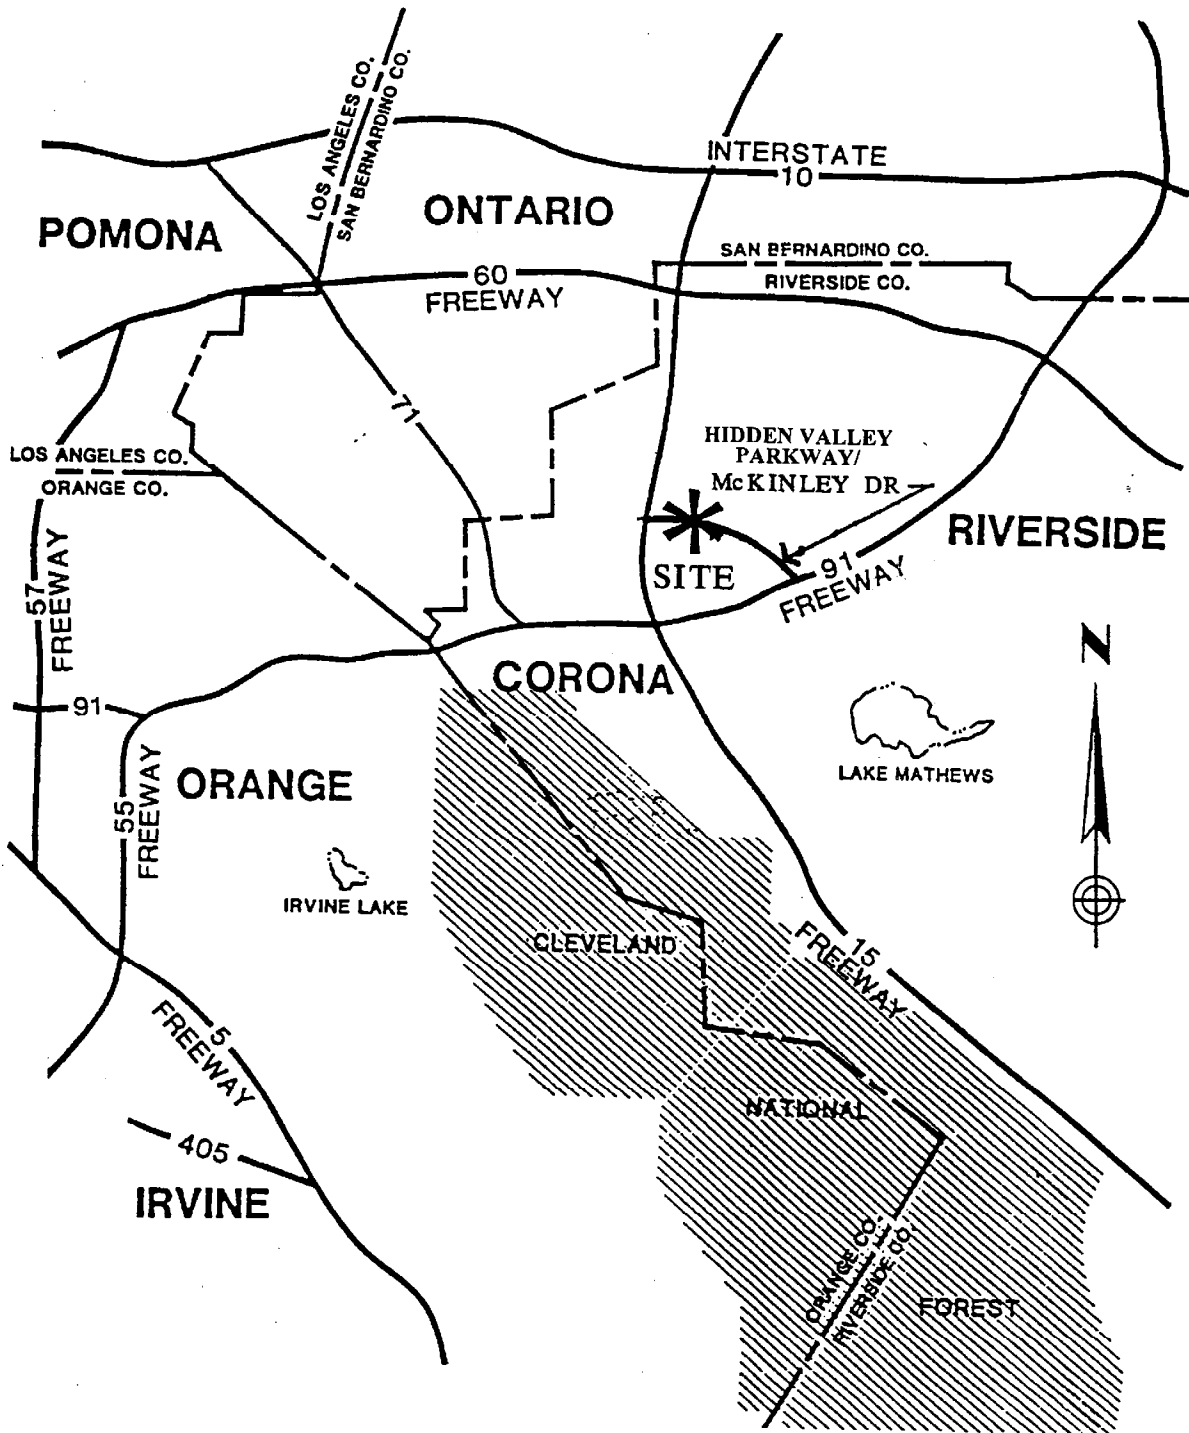 LOS ANGELES CO.
SAN BERNARDINO CO.
INTERSTATE
10
POMONA
ONTARIO
SAN BERNARDINO CO.
RIVERSIDE CO.
60
FREEWAY
71
HIDDEN VALLEY
PARKWAY/
McKINLEY DR
LOS ANGELES CO.
ORANGE CO.
RIVERSIDE
SITE
91
FREEWAY
57
FREEWAY
N
CORONA
91
LAKE MATHEWS
ORANGE
55
FREEWAY
IRVINE LAKE
CLEVELAND
15
FREEWAY
5
FREEWAY
NATIONAL
405
IRVINE
ORANGE CO.
RIVERSIDE CO.
FOREST